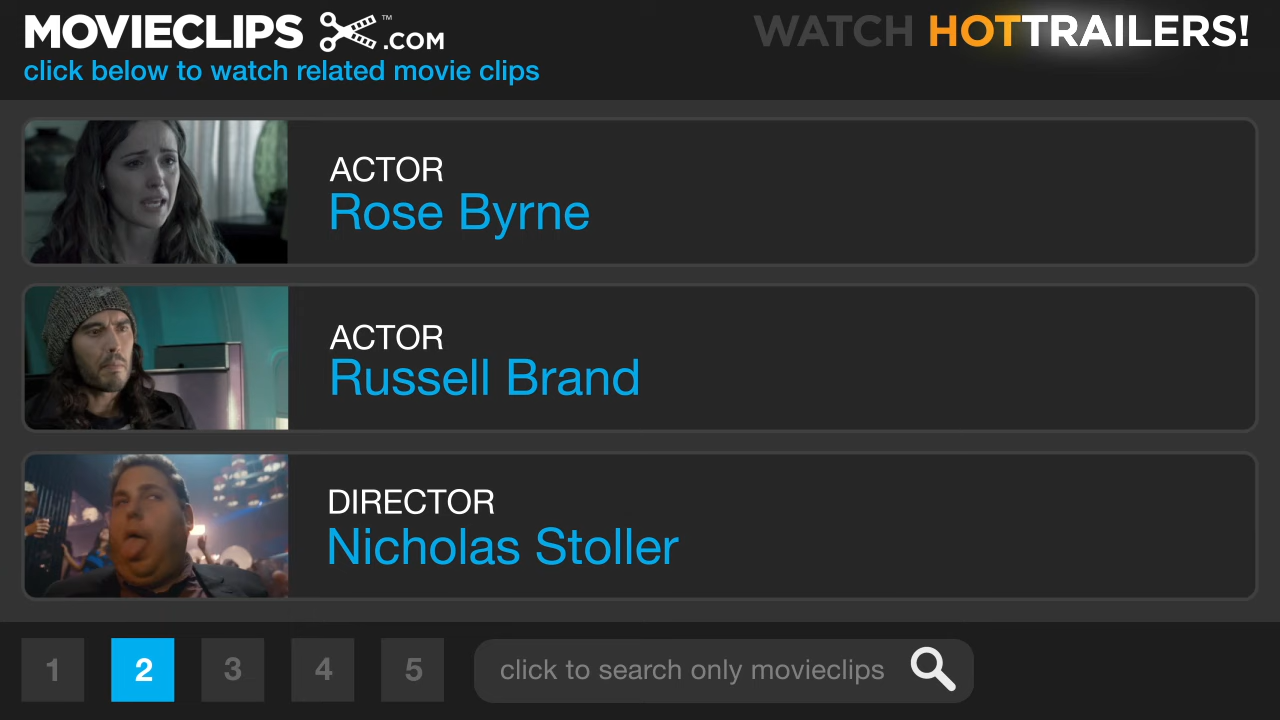 MOVIECLIPS ™ .COM
WATCH HOTTRAILERS!
click below to watch related movie clips
ACTOR
Rose Byrne
ACTOR
Russell Brand
DIRECTOR
Nicholas Stoller
1 2 3 4 5
click to search only movieclips